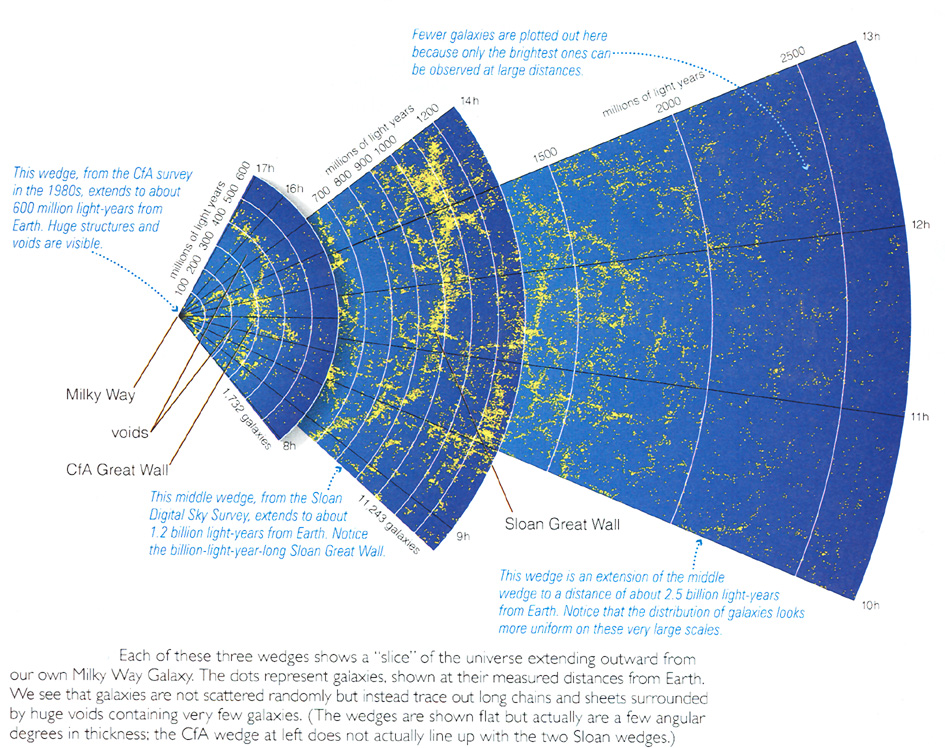 Fewer galaxies are plotted out here
because only the brightest ones can
be observed at large distances.
13h
2500
millions of light years
2000
1500
14h
1200
millions of light years
1000
900
800
700
17h
16h
600
500
400
300
200
100
millions of light years
This wedge, from the CfA survey
in the 1980s, extends to about
600 million light-years from
Earth. Huge structures and
voids are visible.
12h
Milky Way
voids
CfA Great Wall
1,732 galaxies
8h
11h
This middle wedge, from the Sloan
Digital Sky Survey, extends to about
1.2 billion light-years from Earth. Notice
the billion-light-year-long Sloan Great Wall.
11,243 galaxies
9h
Sloan Great Wall
This wedge is an extension of the middle
wedge to a distance of about 2.5 billion light-years
from Earth. Notice that the distribution of galaxies looks
more uniform on these very large scales.
10h
Each of these three wedges shows a "slice" of the universe extending outward from
our own Milky Way Galaxy. The dots represent galaxies, shown at their measured distances from Earth.
We see that galaxies are not scattered randomly but instead trace out long chains and sheets surrounded
by huge voids containing very few galaxies. (The wedges are shown flat but actually are a few angular
degrees in thickness; the CfA wedge at left does not actually line up with the two Sloan wedges.)